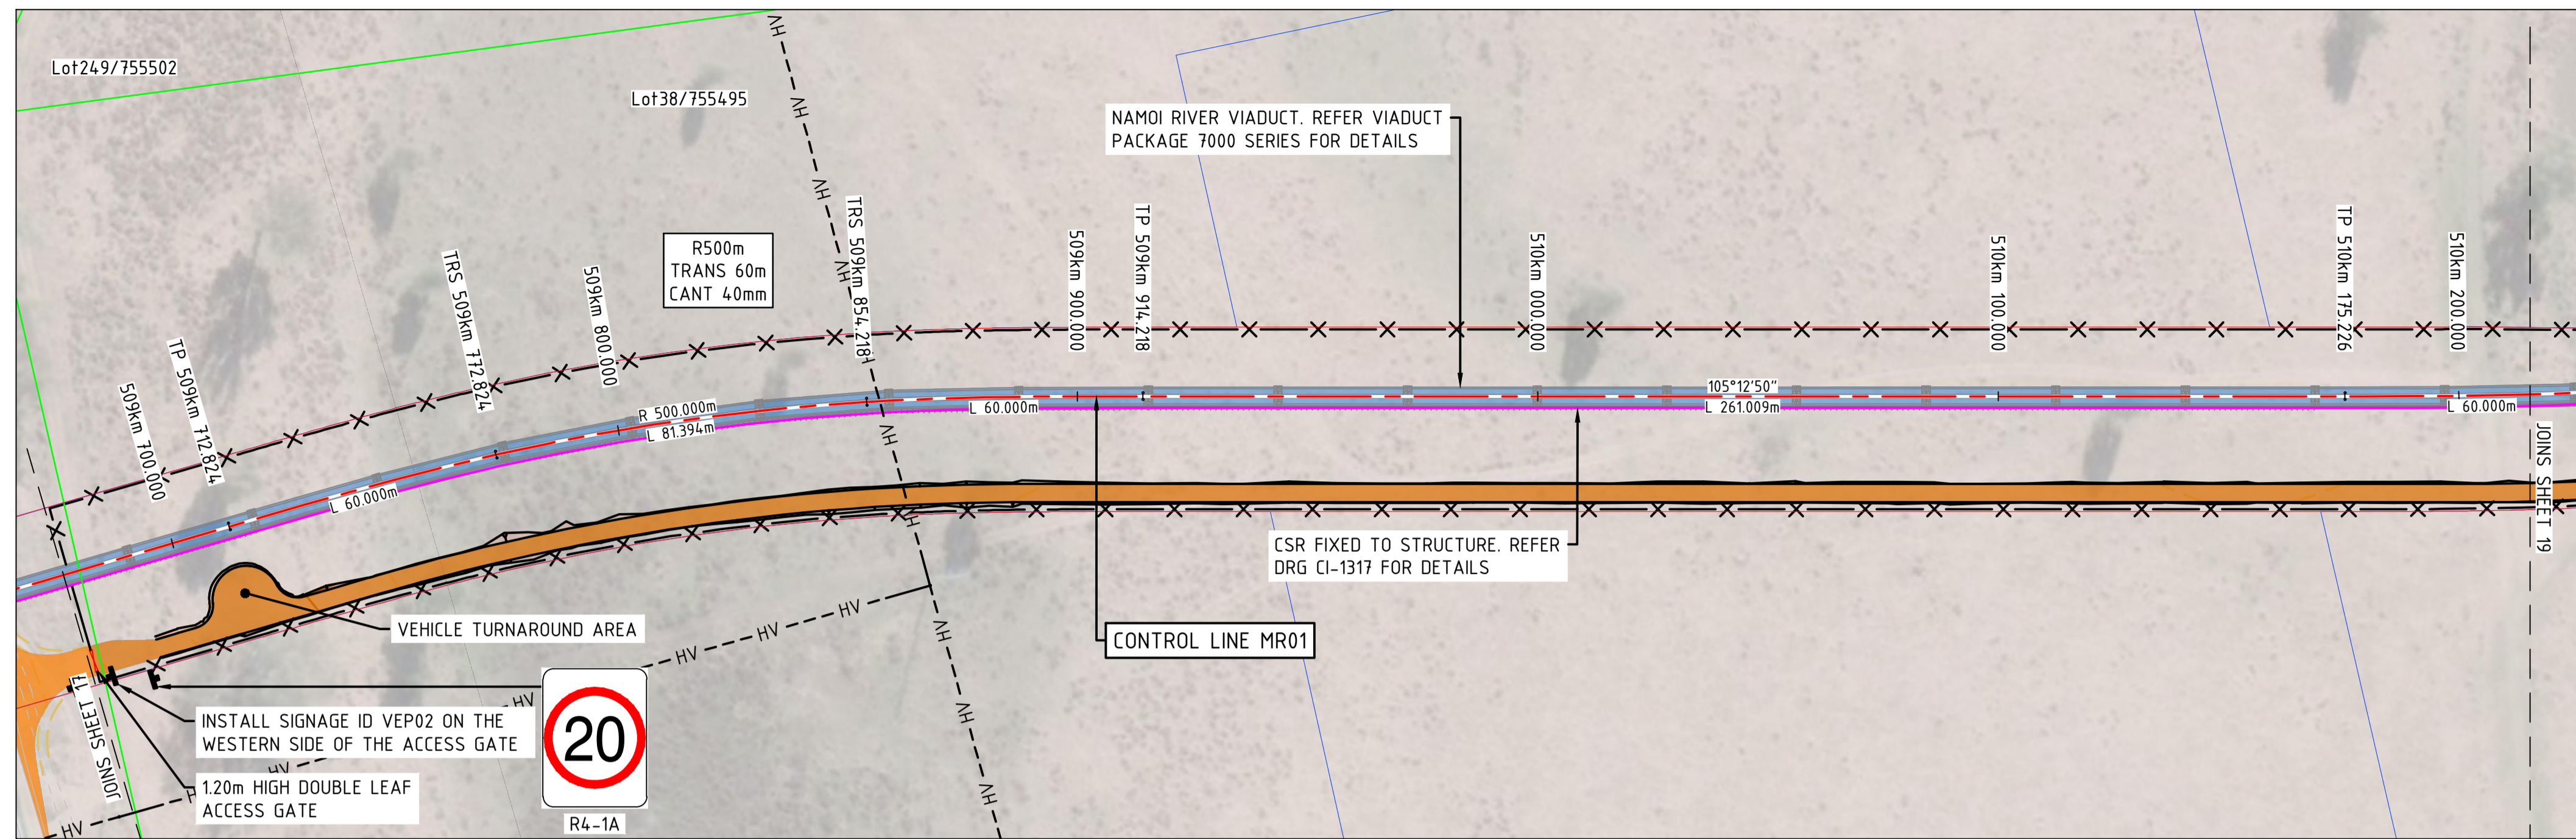 Lot249/755502
Lot38/755495
NAMOI RIVER VIADUCT. REFER VIADUCT
PACKAGE 7000 SERIES FOR DETAILS
R500m
TRANS 60m
CANT 40mm
509km 700.000
TP 509km 712.824
TRS 509km 772.824
509km 800.000
TRS 509km 854.218
509km 900.000
TP 509km 914.218
510km 000.000
510km 100.000
TP 510km 175.226
510km 200.000
L 60.000m
R 500.000m
L 81.394m
L 60.000m
105°12'50"
L 261.009m
L 60.000m
JOINS SHEET 19
CSR FIXED TO STRUCTURE. REFER
DRG CI-1317 FOR DETAILS
CONTROL LINE MR01
VEHICLE TURNAROUND AREA
INSTALL SIGNAGE ID VEP02 ON THE
WESTERN SIDE OF THE ACCESS GATE
1.20m HIGH DOUBLE LEAF
ACCESS GATE
JOINS SHEET 17
20
R4-1A
HV
HV
HV
HV
HV
HV
HV
HV
HV
HV
HV
HV
HV
HV